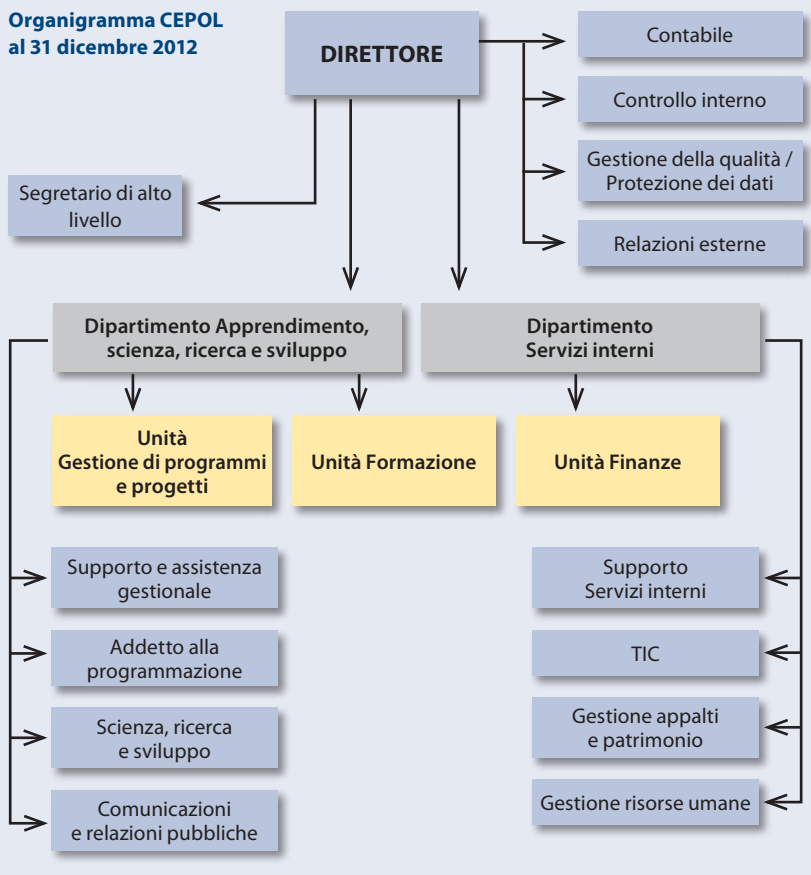 Organigramma CEPOL
al 31 dicembre 2012
DIRETTORE
Contabile
Controllo interno
Gestione della qualità /
Protezione dei dati
Relazioni esterne
Segretario di alto
livello
Dipartimento Apprendimento,
scienza, ricerca e sviluppo
Dipartimento
Servizi interni
Unità
Gestione di programmi
e progetti
Unità Formazione
Unità Finanze
Supporto e assistenza
gestionale
Addetto alla
programmazione
Scienza, ricerca
e sviluppo
Comunicazioni
e relazioni pubbliche
Supporto
Servizi interni
TIC
Gestione appalti
e patrimonio
Gestione risorse umane